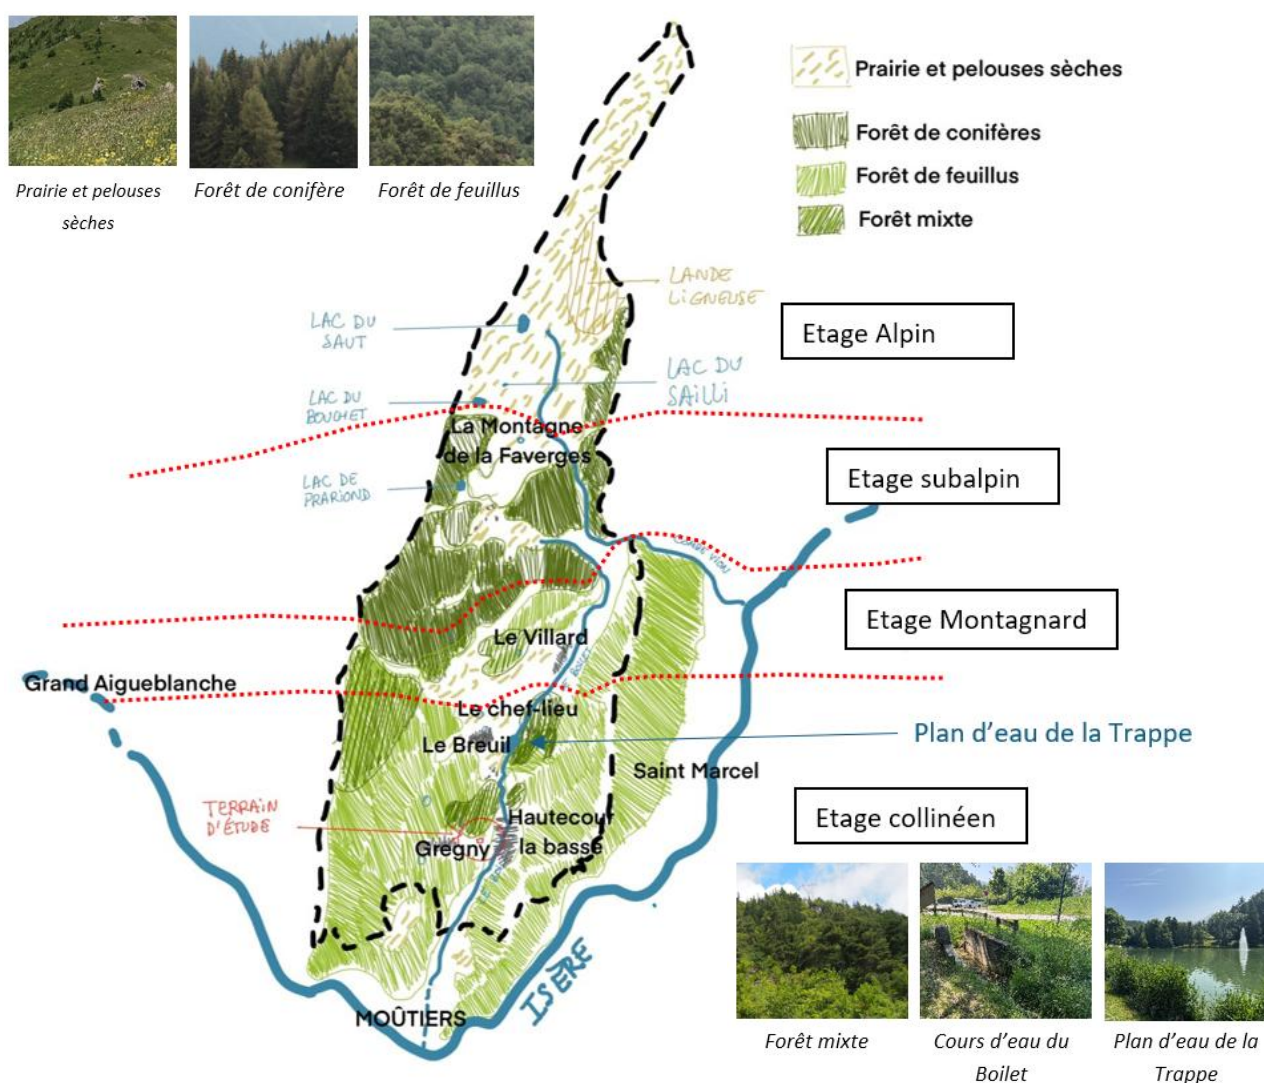 Prairie et pelouses
sèches
Forêt de conifère
Forêt de feuillus
Prairie et pelouses sèches
Forêt de conifères
Forêt de feuillus
Forêt mixte
LANDE
LIGNEUSE
LAC DU
SAUT
Etage Alpin
LAC DU
SAILLI
LAC DU
BOUCHET
La Montagne
de la Faverges
LAC DE
PRARIOND
Etage subalpin
Etage Montagnard
Le Villard
LE BOILET
Grand Aigueblanche
Le chef-lieu
Le Breuil
Plan d'eau de la Trappe
Saint Marcel
TERRAIN
D'ÉTUDE
Etage collinéen
Hautecour
la basse
Gregny
ISÈRE
MOÛTIERS
Forêt mixte
Cours d'eau du
Boilet
Plan d'eau de la
Trappe